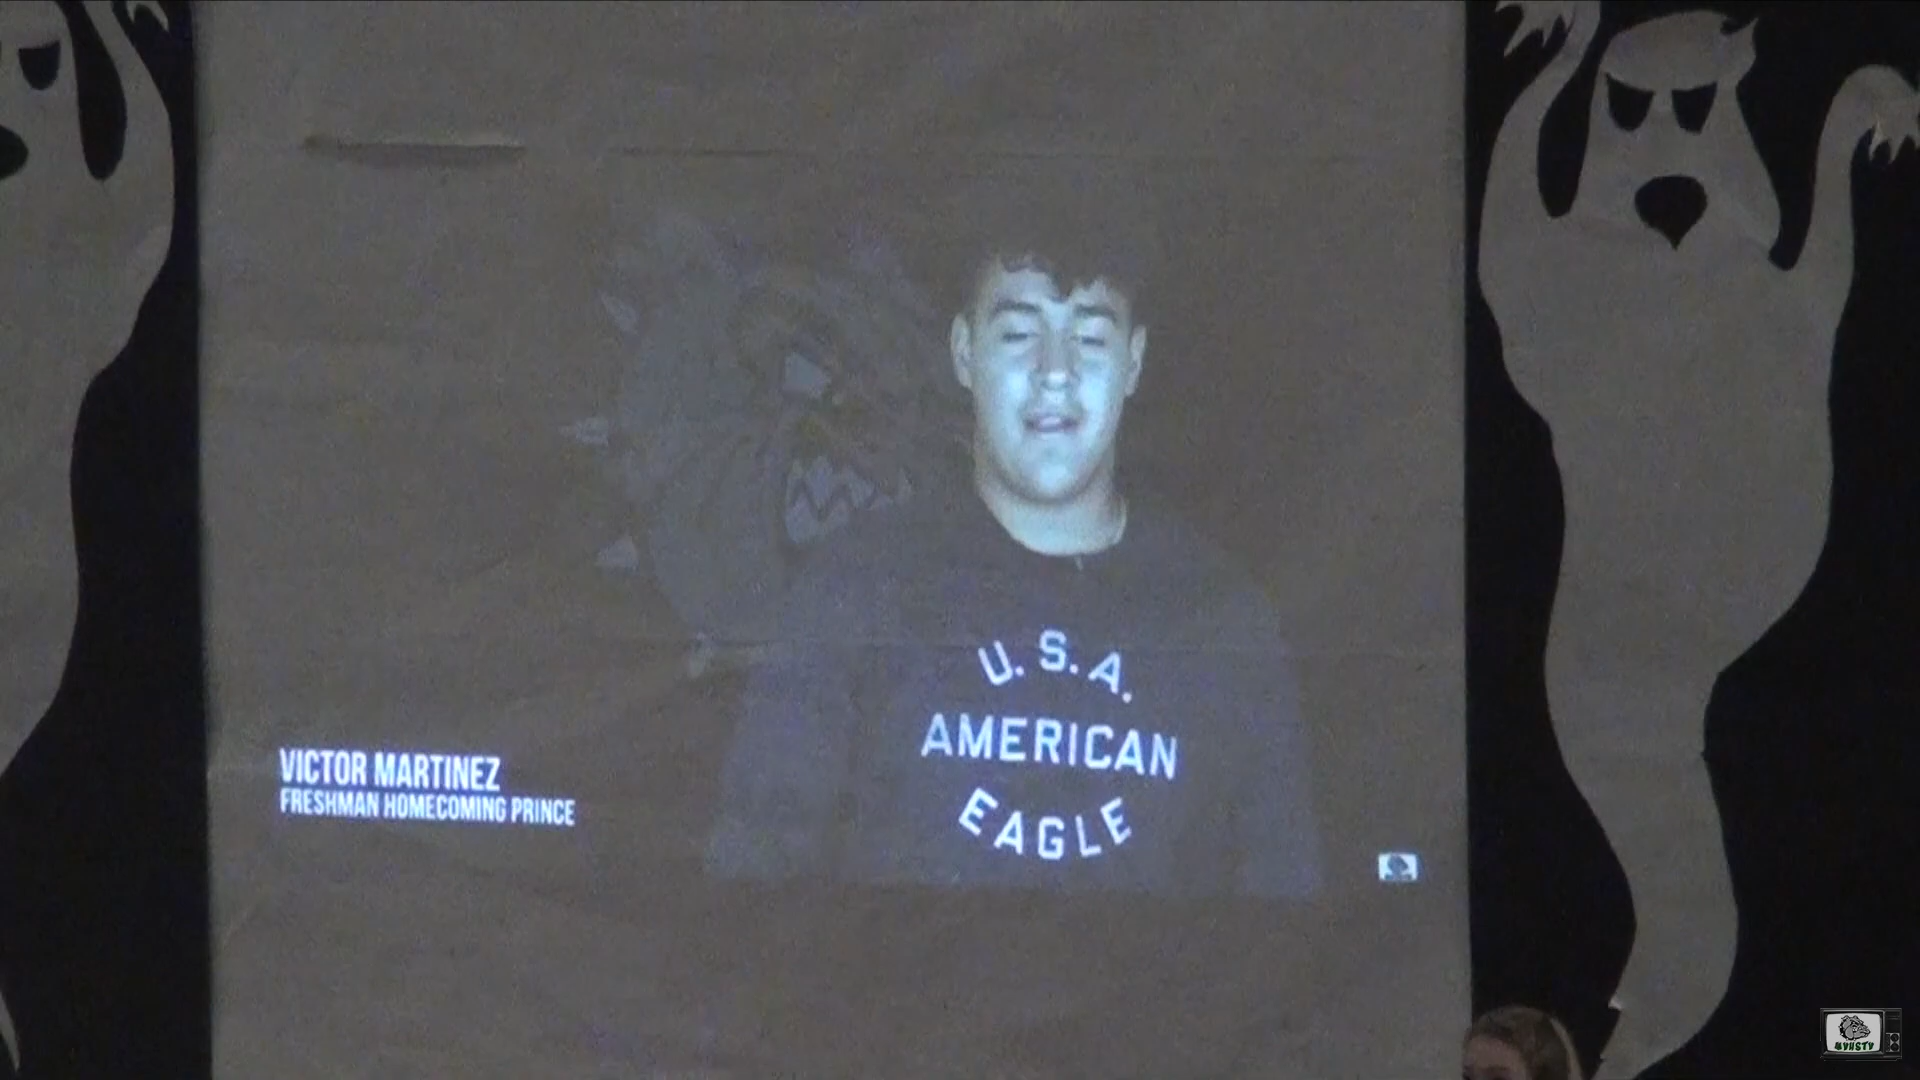 U.S.A.
AMERICAN
EAGLE
VICTOR MARTINEZ
FRESHMAN HOMECOMING PRINCE